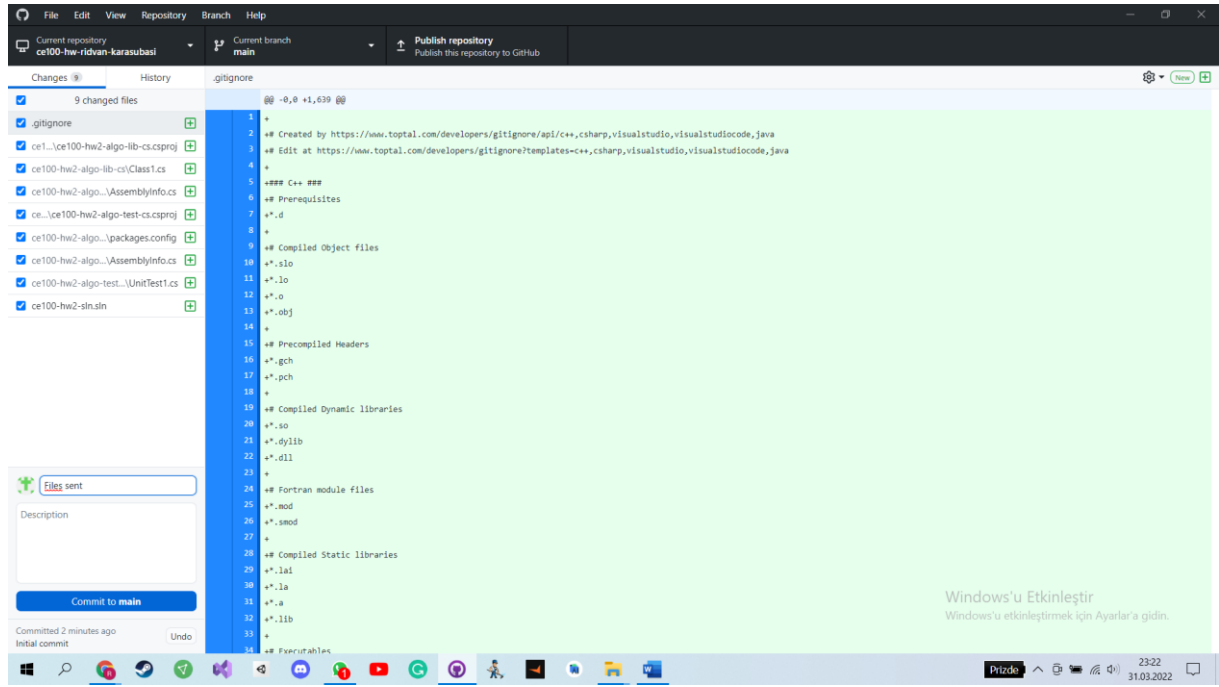 File Edit View Repository Branch Help
Current repository
ce100-hw-ridvan-karasubasi
Current branch
main
Publish repository
Publish this repository to GitHub
Changes 9 History
.gitignore
New
9 changed files
.gitignore
ce1...\ce100-hw2-algo-lib-cs.csproj
ce100-hw2-algo-lib-cs\Class1.cs
ce100-hw2-algo...\AssemblyInfo.cs
ce...\ce100-hw2-algo-test-cs.csproj
ce100-hw2-algo...\packages.config
ce100-hw2-algo...\AssemblyInfo.cs
ce100-hw2-algo-test...\UnitTest1.cs
ce100-hw2-sln.sln
Files sent
Description
Commit to main
Committed 2 minutes ago
Initial commit
Undo
@@ -0,0 +1,639 @@
1 +
2 +# Created by https://www.toptal.com/developers/gitignore/api/c++,csharp,visualstudio,visualstudiocode,java
3 +# Edit at https://www.toptal.com/developers/gitignore?templates=c++,csharp,visualstudio,visualstudiocode,java
4 +
5 +### C++ ###
6 +# Prerequisites
7 +*.d
8 +
9 +# Compiled Object files
10 +*.slo
11 +*.lo
12 +*.o
13 +*.obj
14 +
15 +# Precompiled Headers
16 +*.gch
17 +*.pch
18 +
19 +# Compiled Dynamic libraries
20 +*.so
21 +*.dylib
22 +*.dll
23 +
24 +# Fortran module files
25 +*.mod
26 +*.smod
27 +
28 +# Compiled Static libraries
29 +*.lai
30 +*.la
31 +*.a
32 +*.lib
33 +
34 +# Executables
Windows'u Etkinleştir
Windows'u etkinleştirmek için Ayarlar'a gidin.
Prizde
23:22
31.03.2022